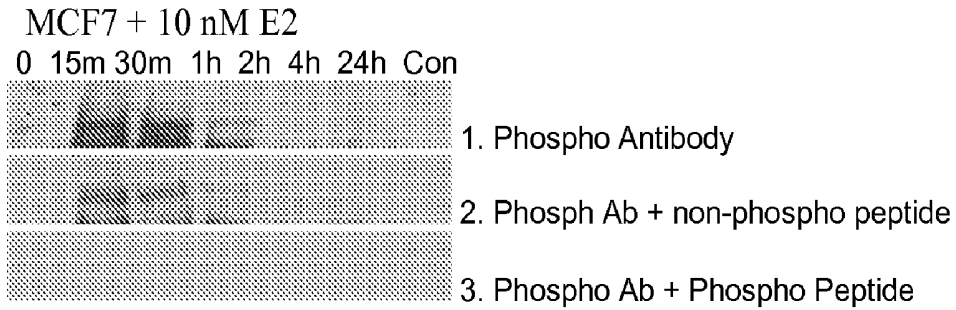 MCF7 + 10 nM E2
0 15m 30m 1h 2h 4h 24h Con
1. Phospho Antibody
2. Phosph Ab + non-phospho peptide
3. Phospho Ab + Phospho Peptide